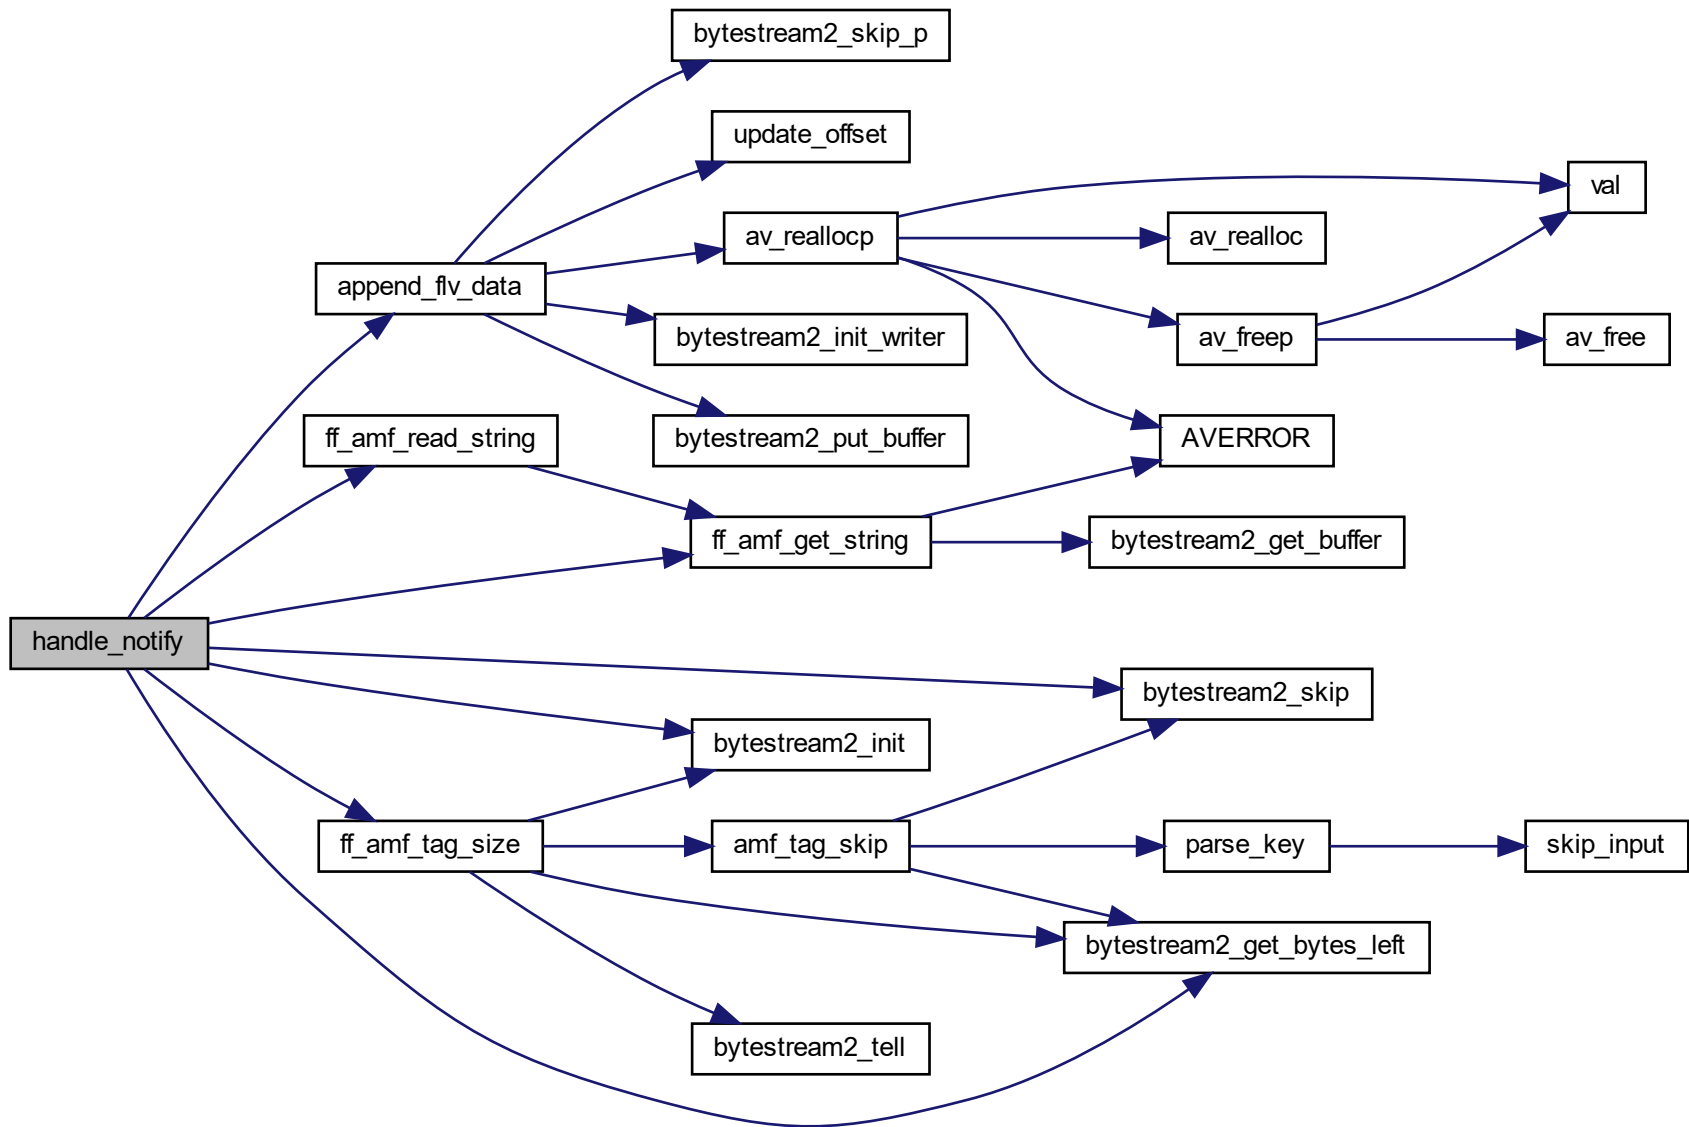 bytestream2_skip_p
update_offset
val
av_reallocp
av_realloc
append_flv_data
bytestream2_init_writer
av_freep
av_free
ff_amf_read_string
bytestream2_put_buffer
AVERROR
ff_amf_get_string
bytestream2_get_buffer
handle_notify
bytestream2_skip
bytestream2_init
ff_amf_tag_size
amf_tag_skip
parse_key
skip_input
bytestream2_get_bytes_left
bytestream2_tell